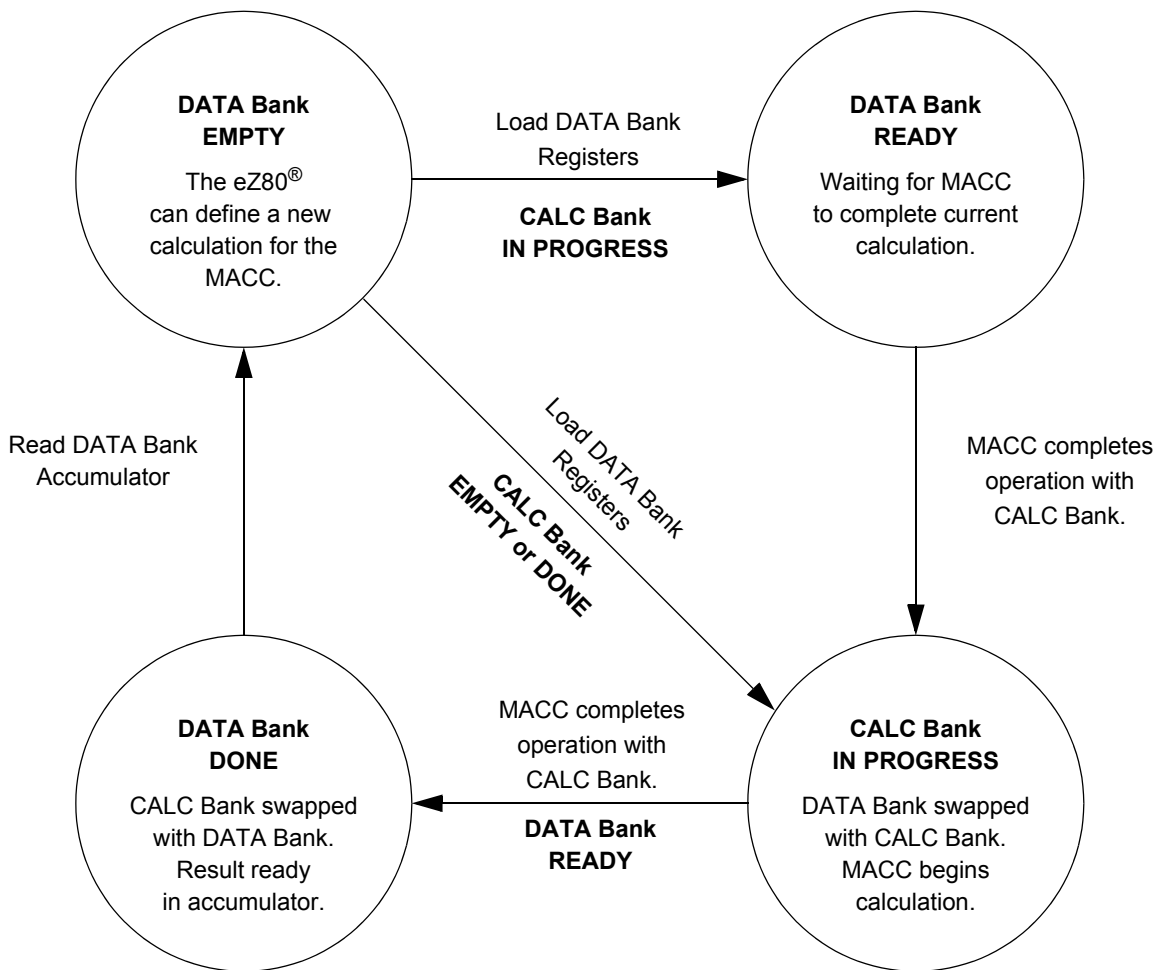 DATA Bank
EMPTY
The eZ80®
can define a new
calculation for the
MACC.
Load DATA Bank
Registers
CALC Bank
IN PROGRESS
DATA Bank
READY
Waiting for MACC
to complete current
calculation.
Read DATA Bank
Accumulator
Load DATA Bank
Registers
CALC Bank
EMPTY or DONE
MACC completes
operation with
CALC Bank.
DATA Bank
DONE
CALC Bank swapped
with DATA Bank.
Result ready
in accumulator.
MACC completes
operation with
CALC Bank.
DATA Bank
READY
CALC Bank
IN PROGRESS
DATA Bank swapped
with CALC Bank.
MACC begins
calculation.